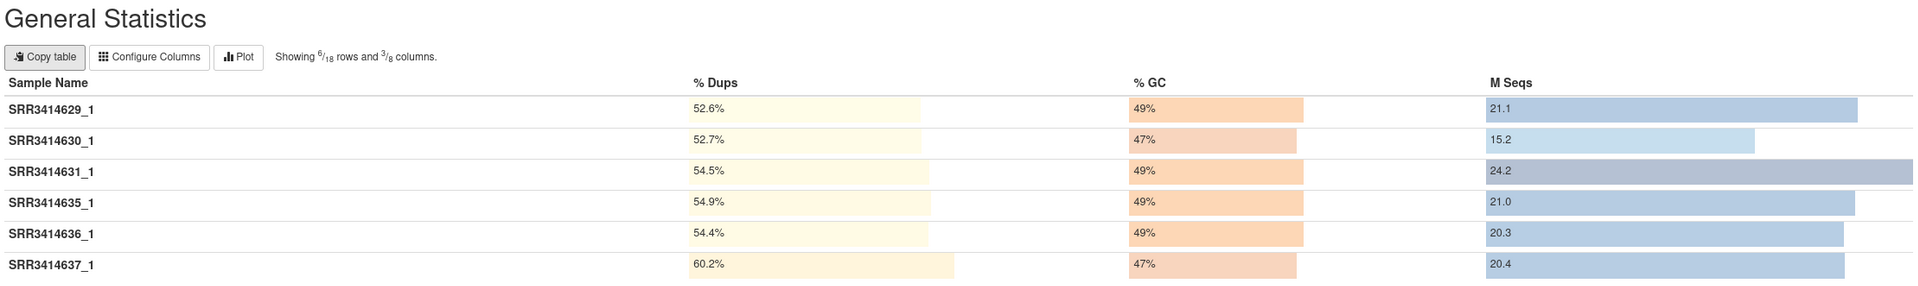 General Statistics
Copy table Configure Columns Plot Showing 6/18 rows and 3/8 columns.
Sample Name % Dups % GC M Seqs
SRR3414629_1 52.6% 49% 21.1
SRR3414630_1 52.7% 47% 15.2
SRR3414631_1 54.5% 49% 24.2
SRR3414635_1 54.9% 49% 21.0
SRR3414636_1 54.4% 49% 20.3
SRR3414637_1 60.2% 47% 20.4